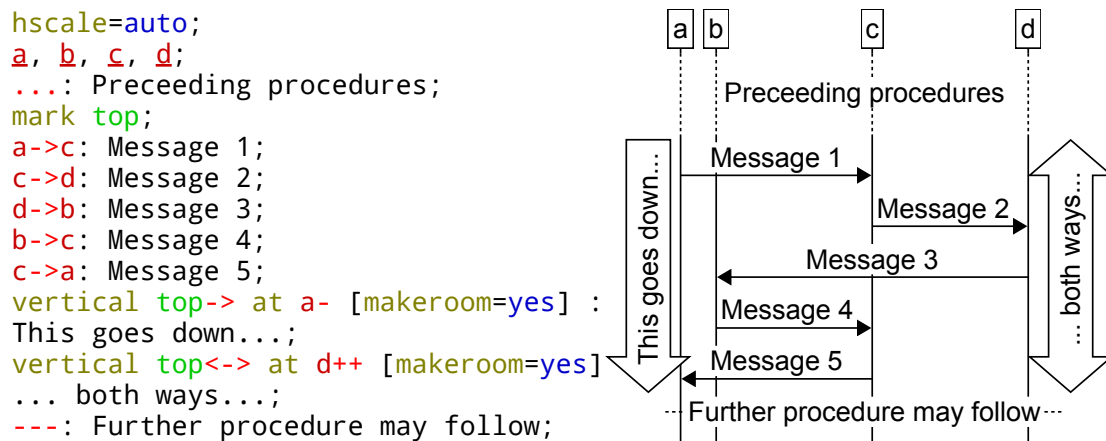 hscale=auto;
a, b, c, d;
...: Preceeding procedures;
mark top;
a->c: Message 1;
c->d: Message 2;
d->b: Message 3;
b->c: Message 4;
c->a: Message 5;
vertical top-> at a- [makeroom=yes] :
This goes down...;
vertical top<-> at d++ [makeroom=yes]
... both ways...;
---: Further procedure may follow;
a b c d
Preceeding procedures
This goes down...
Message 1
Message 2
Message 3
Message 4
Message 5
... both ways...
Further procedure may follow